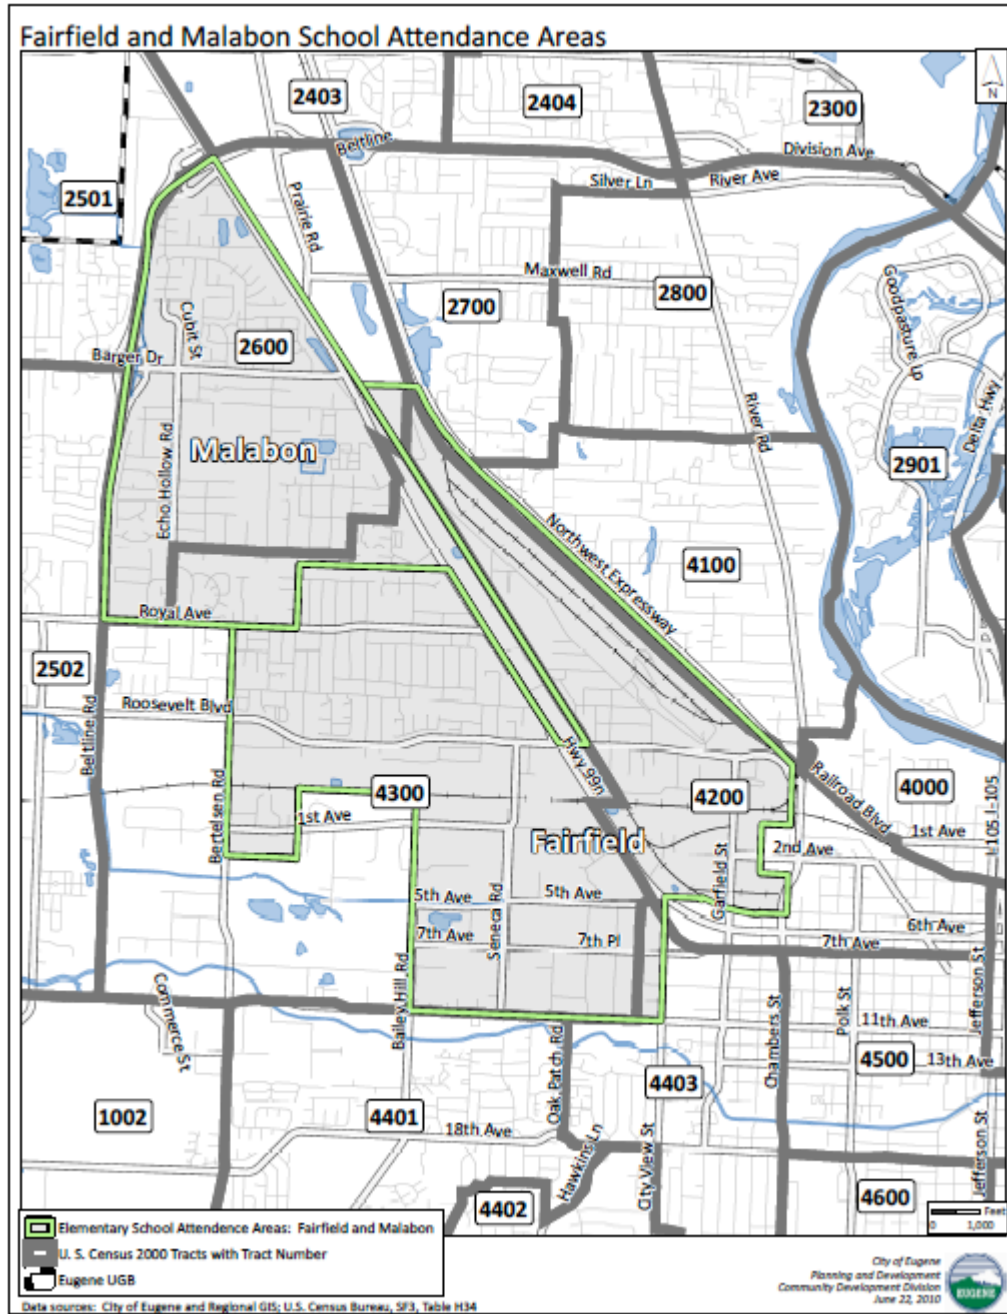 Fairfield and Malabon School Attendance Areas
N
2403
2404
2300
Beltline
Division Ave
Silver Ln
River Ave
2501
Prairie Rd
Maxwell Rd
2700
2800
Goodpasture Lp
Cubit St
2600
Barger Dr
River Rd
Delta Hwy
Malabon
2901
Echo Hollow Rd
Northwest Expressway
4100
Royal Ave
2502
Roosevelt Blvd
Beltline Rd
Hwy 99n
Bertelsen Rd
4300
4200
Railroad Blvd
4000
I-105
I-105
1st Ave
1st Ave
Fairfield
2nd Ave
Garfield St
5th Ave
5th Ave
6th Ave
7th Ave
7th Pl
7th Ave
Seneca Rd
Bailey Hill Rd
Commerce St
Oak Patch Rd
Chambers St
Polk St
11th Ave
Jefferson St
4500
13th Ave
4403
1002
4401
18th Ave
Hawkins Ln
City View St
Jefferson St
4402
4600
Feet
0 1,000
Elementary School Attendence Areas: Fairfield and Malabon
U. S. Census 2000 Tracts with Tract Number
Eugene UGB
City of Eugene
Planning and Development
Community Development Division
June 22, 2010
EUGENE
Data sources: City of Eugene and Regional GIS; U.S. Census Bureau, SF3, Table H34